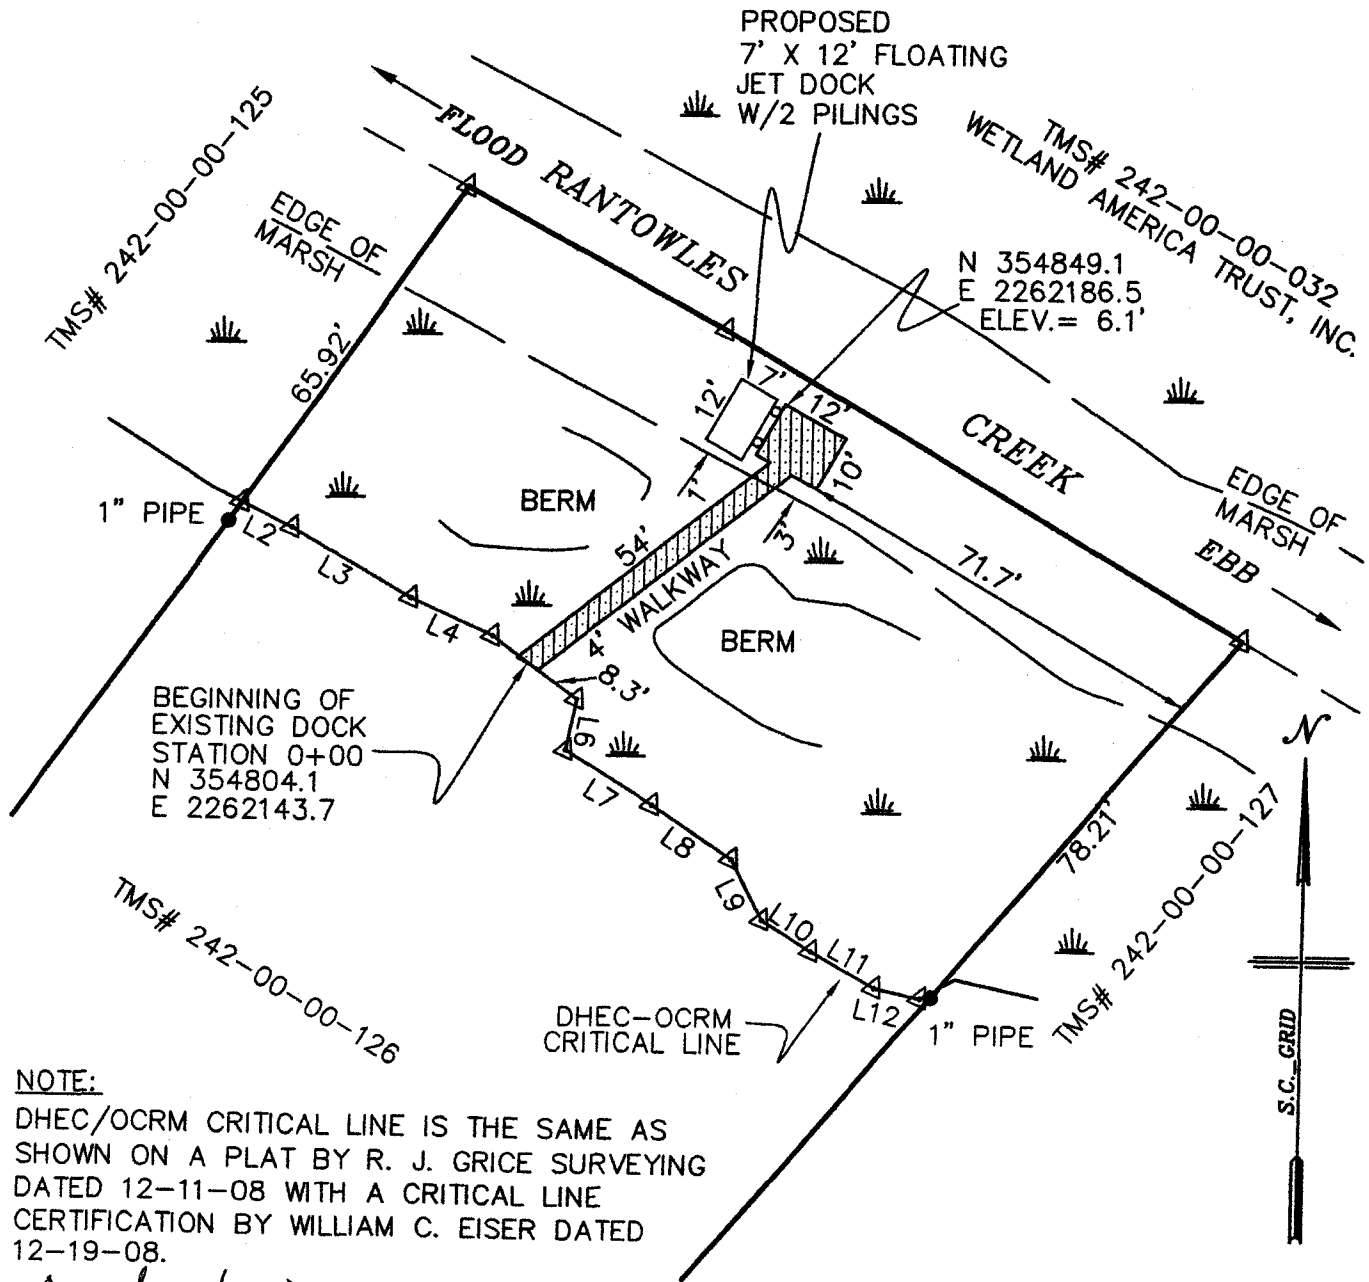 PROPOSED
7' X 12' FLOATING
JET DOCK
W/2 PILINGS
FLOOD RANTOWLES
CREEK
EBB
TMS# 242-00-00-032
WETLAND AMERICA TRUST, INC.
TMS# 242-00-00-125
EDGE OF
MARSH
N 354849.1
E 2262186.5
ELEV.= 6.1'
65.92'
7'
12'
12'
10'
1'
3'
EDGE OF
MARSH
BERM
54'
4' WALKWAY
71.7'
BERM
1" PIPE
L2
L3
L4
8.3'
L6
L7
L8
L9
L10
L11
L12
BEGINNING OF
EXISTING DOCK
STATION 0+00
N 354804.1
E 2262143.7
78.21'
TMS# 242-00-00-127
N
S.C. GRID
TMS# 242-00-00-126
DHEC-OCRM
CRITICAL LINE
1" PIPE
NOTE:
DHEC/OCRM CRITICAL LINE IS THE SAME AS
SHOWN ON A PLAT BY R. J. GRICE SURVEYING
DATED 12-11-08 WITH A CRITICAL LINE
CERTIFICATION BY WILLIAM C. EISER DATED
12-19-08.